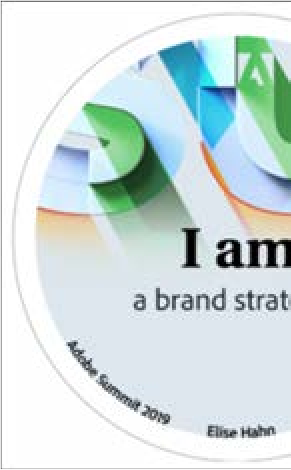 I am
a brand strat
Adobe Summit 2019
Elise Hahn